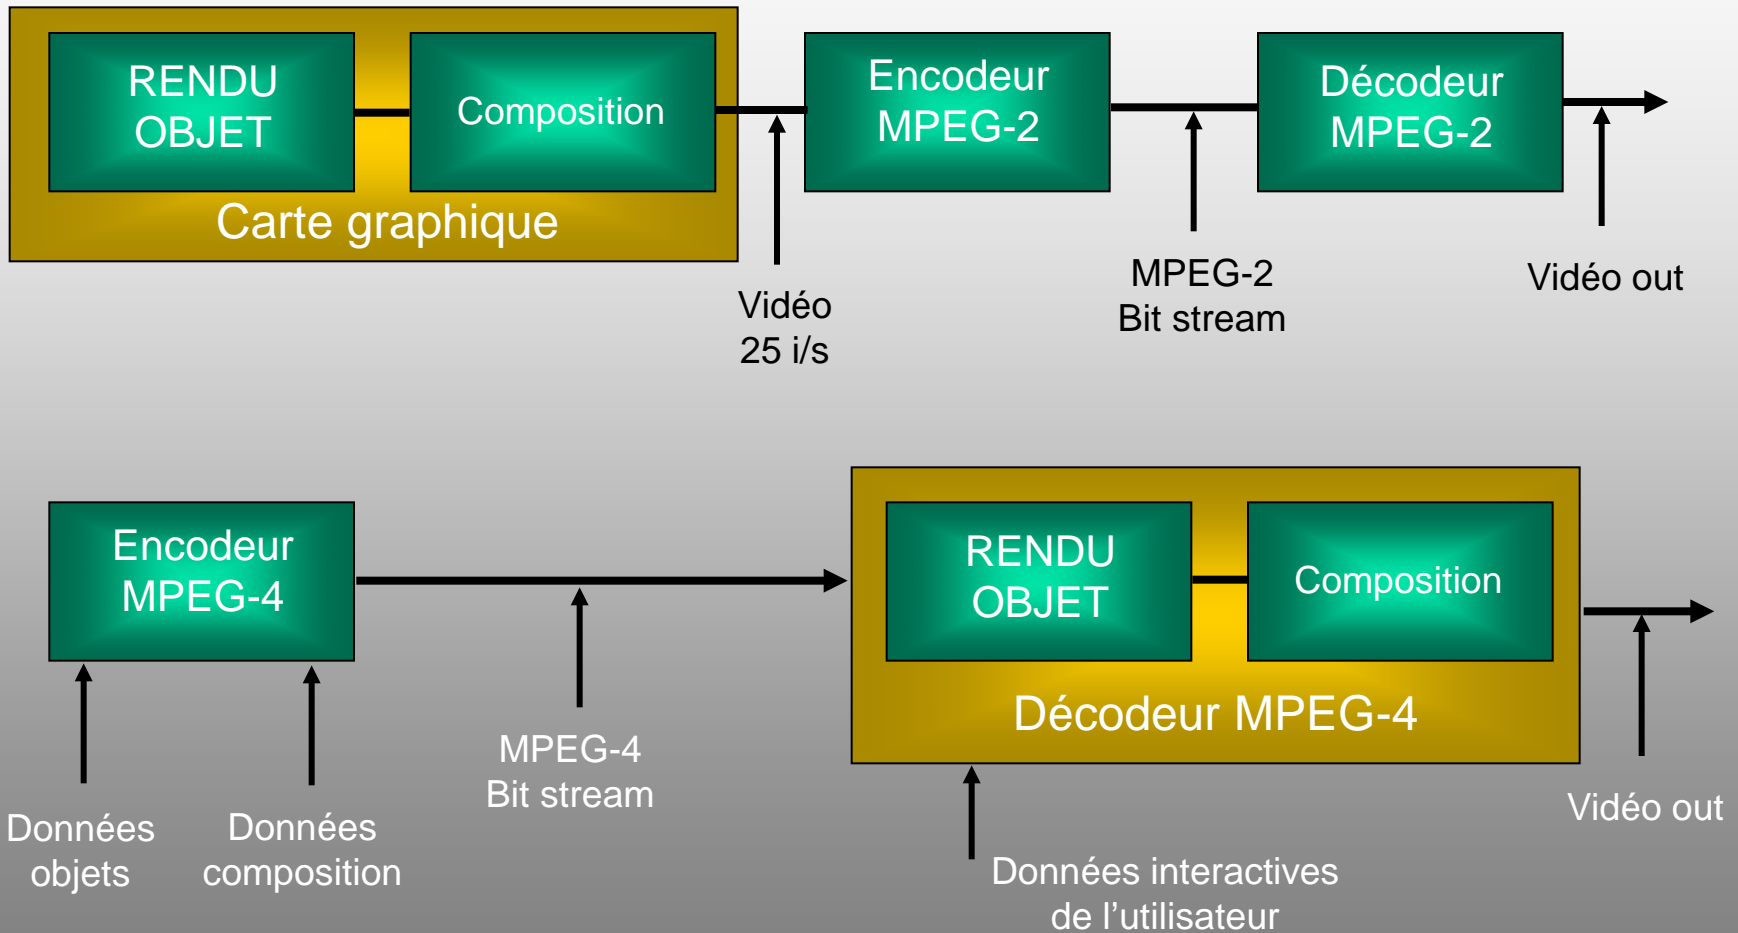 RENDU
OBJET
Composition
Carte graphique
Encodeur
MPEG-2
Décodeur
MPEG-2
Vidéo
25 i/s
MPEG-2
Bit stream
Vidéo out
Encodeur
MPEG-4
RENDU
OBJET
Composition
Décodeur MPEG-4
Données
objets
Données
composition
MPEG-4
Bit stream
Données interactives
de l’utilisateur
Vidéo out